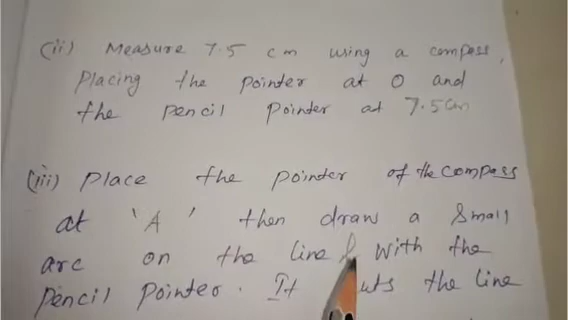 (ii) Measure 7.5 cm using a compass,
Placing the pointer at 0 and
the pencil pointer at 7.5cm
(iii) Place the pointer of the compass
at 'A' then draw a small
arc on the line l with the
pencil pointer. It cuts the line